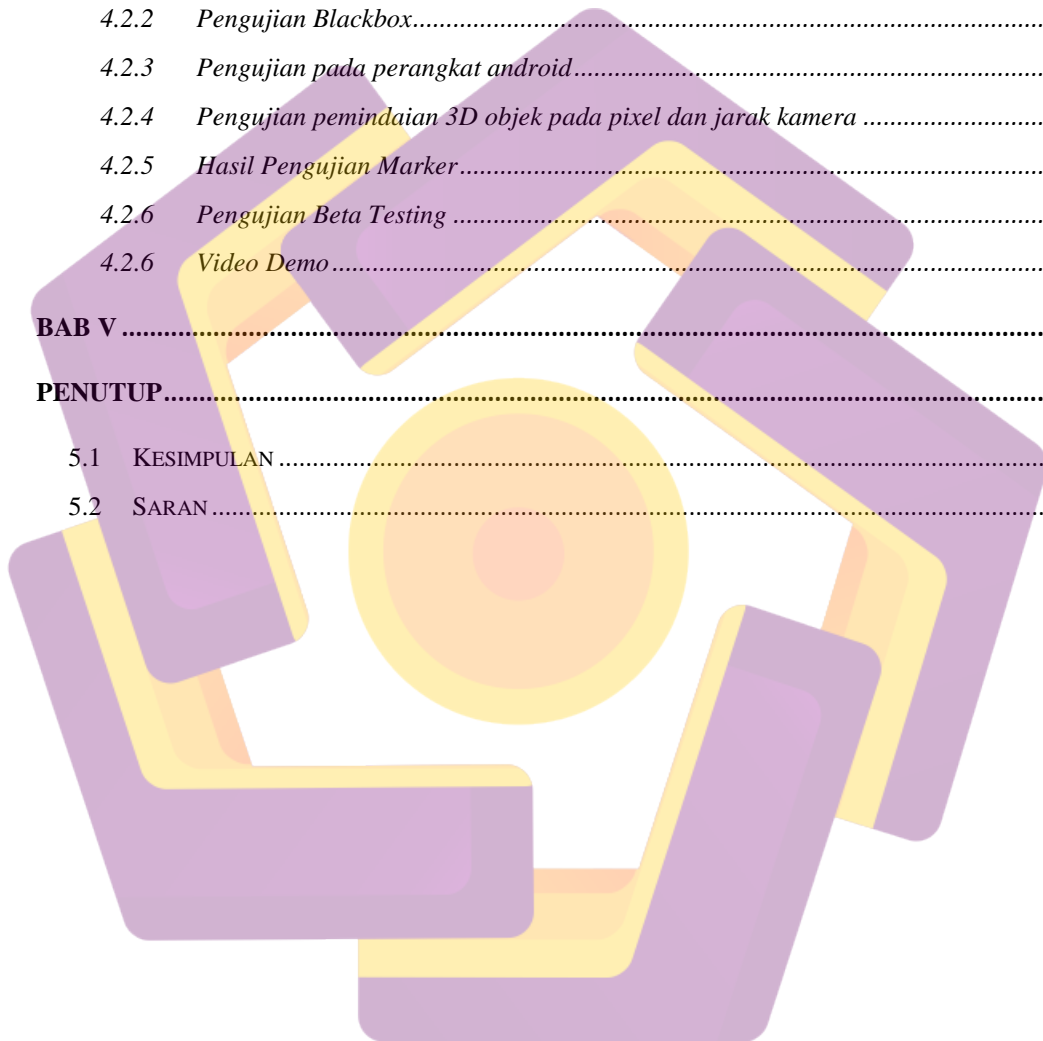 4.2.2 Pengujian Blackbox
4.2.3 Pengujian pada perangkat android
4.2.4 Pengujian pemindaian 3D objek pada pixel dan jarak kamera
4.2.5 Hasil Pengujian Marker
4.2.6 Pengujian Beta Testing
4.2.6 Video Demo
BAB V
PENUTUP
5.1 KESIMPULAN
5.2 SARAN